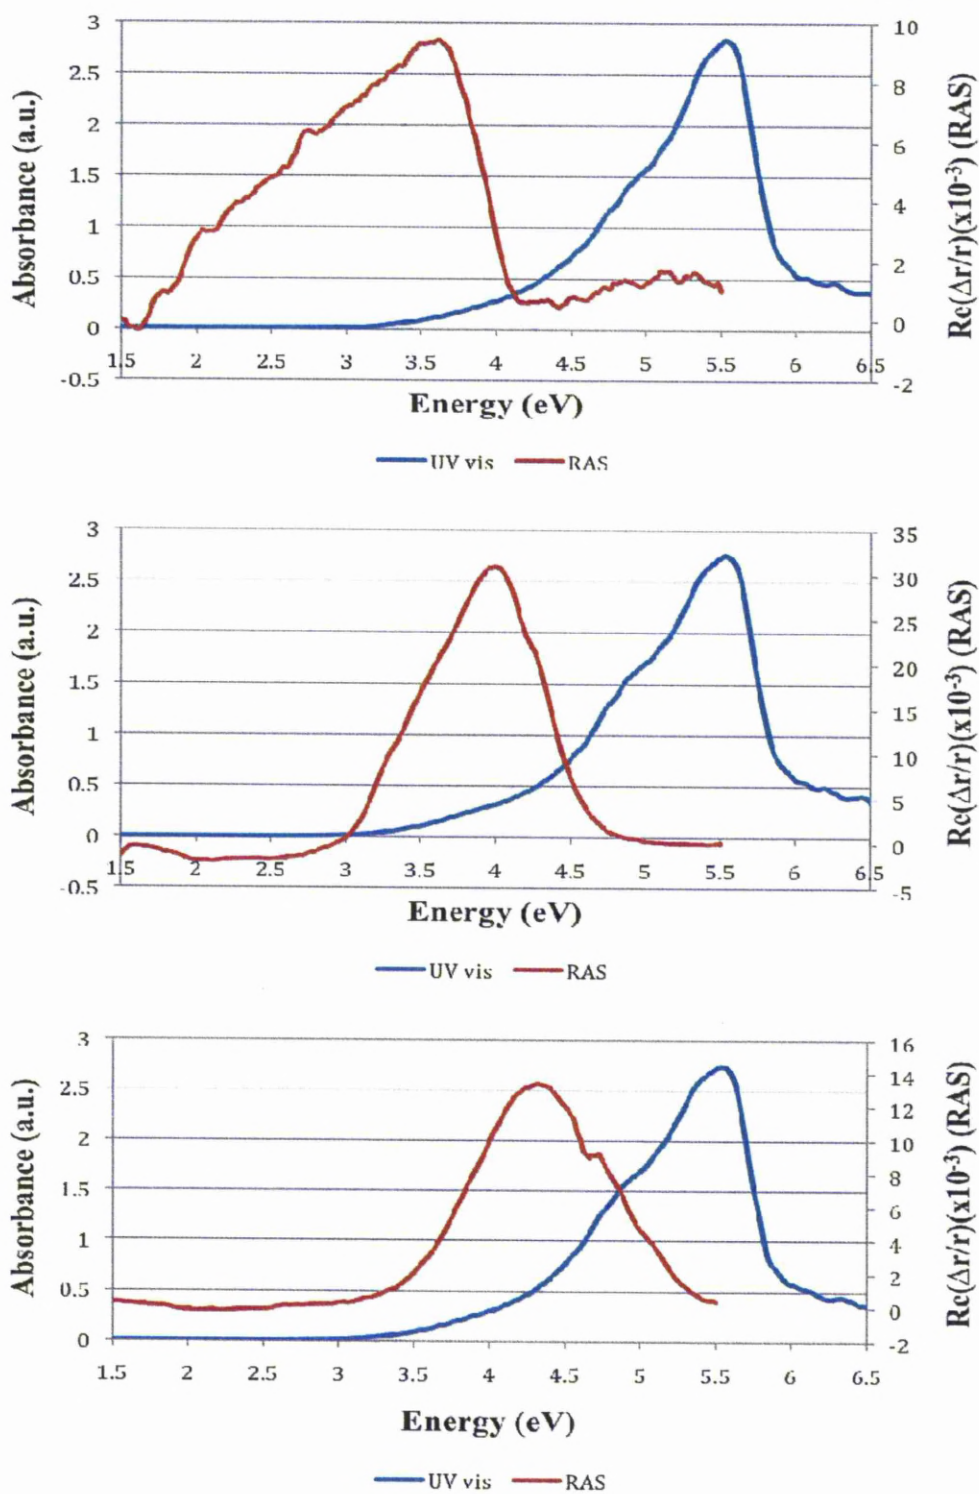 3 10
2.5 8
2 6
1.5 4
1 2
0.5 0
0
-0.5 -2
1.5 2 2.5 3 3.5 4 4.5 5 5.5 6 6.5
Absorbance (a.u.)
Rc(Δr/r)(x10⁻³) (RAS)
Energy (eV)
UV vis RAS
3 35
2.5 30
2 25
1.5 20
1 15
0.5 10
0 5
-0.5 0
-5
1.5 2 2.5 3 3.5 4 4.5 5 5.5 6 6.5
Absorbance (a.u.)
Rc(Δr/r)(x10⁻³) (RAS)
Energy (eV)
UV vis RAS
3 16
2.5 14
2 12
1.5 10
1 8
0.5 6
0 4
2
0
-2
1.5 2 2.5 3 3.5 4 4.5 5 5.5 6 6.5
Absorbance (a.u.)
Rc(Δr/r)(x10⁻³) (RAS)
Energy (eV)
UV vis RAS